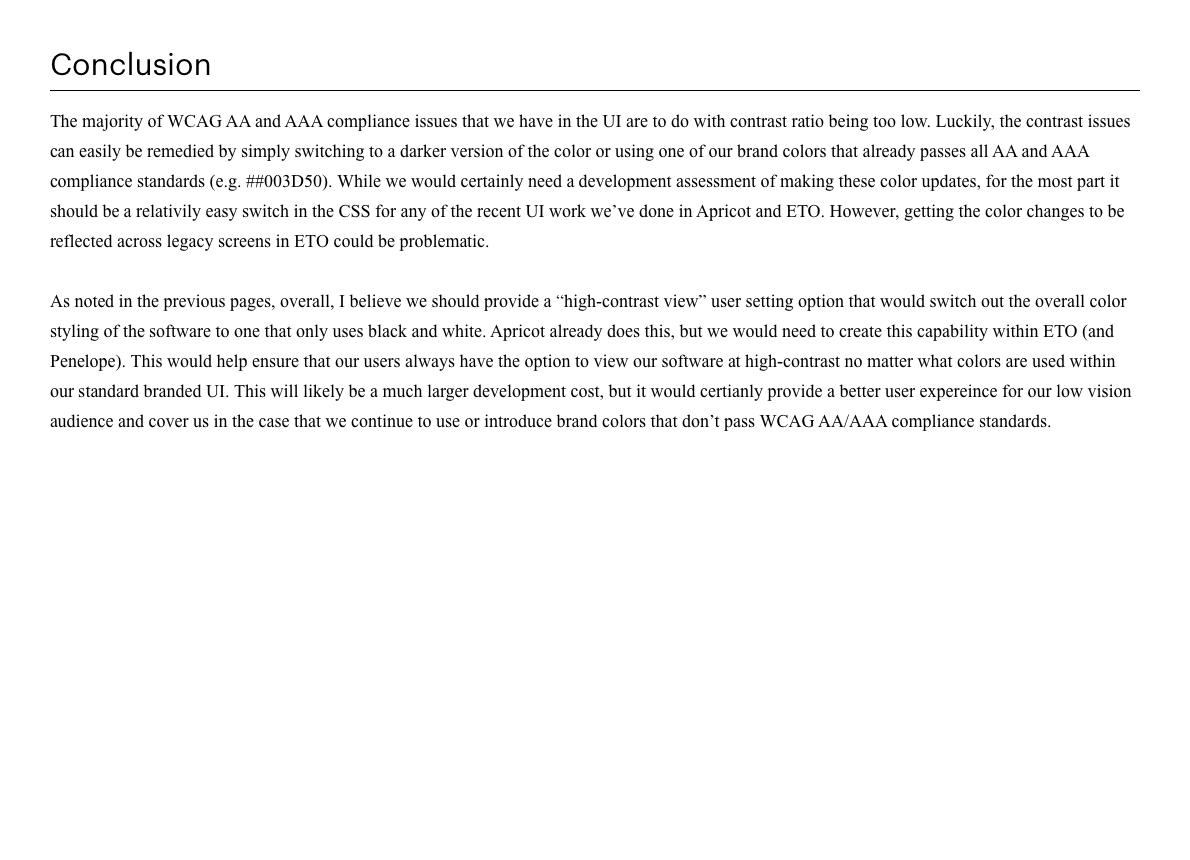 Conclusion
The majority of WCAG AA and AAA compliance issues that we have in the UI are to do with contrast ratio being too low. Luckily, the contrast issues
can easily be remedied by simply switching to a darker version of the color or using one of our brand colors that already passes all AA and AAA
compliance standards (e.g. ##003D50). While we would certainly need a development assessment of making these color updates, for the most part it
should be a relativily easy switch in the CSS for any of the recent UI work we’ve done in Apricot and ETO. However, getting the color changes to be
reflected across legacy screens in ETO could be problematic.
As noted in the previous pages, overall, I believe we should provide a “high-contrast view” user setting option that would switch out the overall color
styling of the software to one that only uses black and white. Apricot already does this, but we would need to create this capability within ETO (and
Penelope). This would help ensure that our users always have the option to view our software at high-contrast no matter what colors are used within
our standard branded UI. This will likely be a much larger development cost, but it would certianly provide a better user expereince for our low vision
audience and cover us in the case that we continue to use or introduce brand colors that don’t pass WCAG AA/AAA compliance standards.